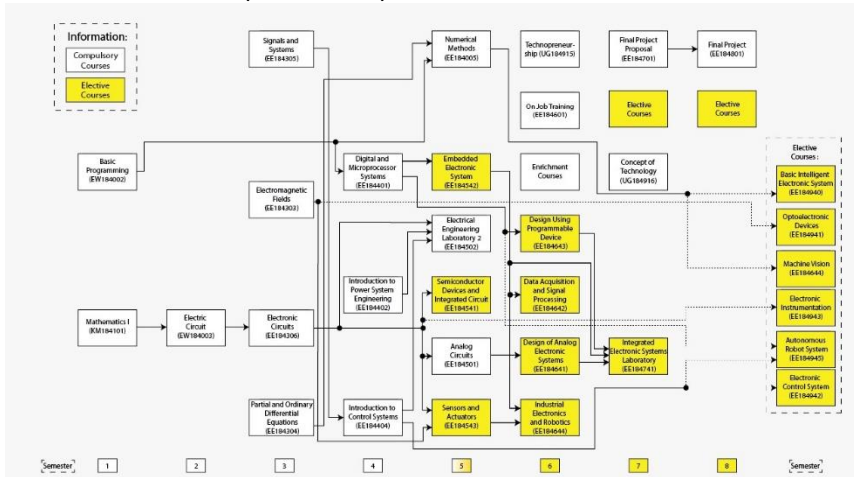 Information:
Compulsory
Courses
Elective
Courses
Signals and
Systems
(EE184305)
Numerical
Methods
(EE184005)
Technopreneur-
ship (UG184915)
Final Project
Proposal
(EE184701)
Final Project
(EE184801)
On Job Training
(EE184601)
Elective
Courses
Elective
Courses
Basic
Programming
(EW184002)
Digital and
Microprocessor
Systems
(EE184401)
Embedded
Electronic
System
(EE184542)
Enrichment
Courses
Concept of
Technology
(UG184916)
Elective
Courses:
Basic Intelligent
Electronic System
(EE184940)
Electromagnetic
Fields
(EE184303)
Electrical
Engineering
Laboratory 2
(EE184502)
Design Using
Programmable
Device
(EE184643)
Optoelectronic
Devices
(EE184941)
Machine Vision
(EE184644)
Introduction to
Power System
Engineering
(EE184402)
Semiconductor
Devices and
Integrated Circuit
(EE184541)
Data Acquisition
and Signal
Processing
(EE184642)
Electronic
Instrumentation
(EE184943)
Mathematics I
(KM184101)
Electric
Circuit
(EW184003)
Electronic
Circuits
(EE184306)
Analog
Circuits
(EE184501)
Design of Analog
Electronic
Systems
(EE184641)
Integrated
Electronic Systems
Laboratory
(EE184741)
Autonomous
Robot System
(EE184945)
Electronic
Control System
(EE184942)
Partial and Ordinary
Differential
Equations
(EE184304)
Introduction to
Control Systems
(EE184404)
Sensors and
Actuators
(EE184543)
Industrial
Electronics
and Robotics
(EE184644)
Semester
1
2
3
4
5
6
7
8
Semester